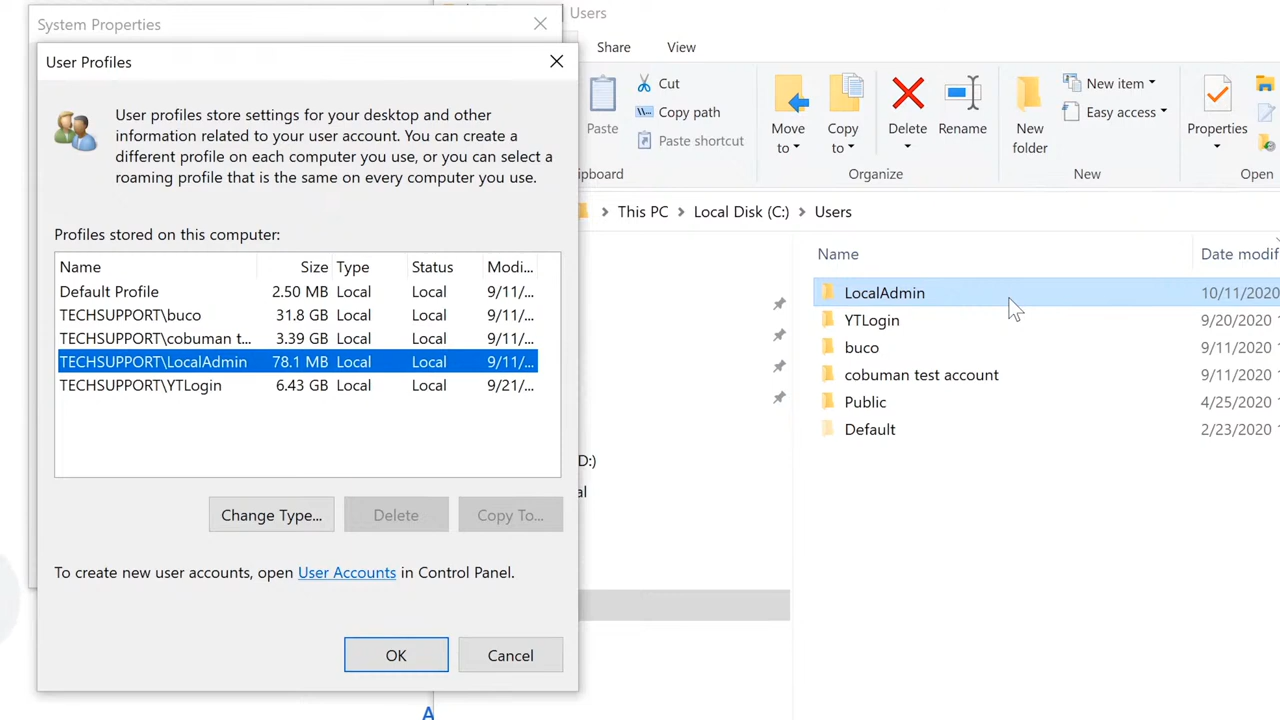 System Properties
User Profiles
User profiles store settings for your desktop and other
information related to your user account. You can create a
different profile on each computer you use, or you can select a
roaming profile that is the same on every computer you use.
Profiles stored on this computer:
Name Size Type Status Modi...
Default Profile 2.50 MB Local Local 9/11/...
TECHSUPPORT\buco 31.8 GB Local Local 9/11/...
TECHSUPPORT\cobuman t... 3.39 GB Local Local 9/11/...
TECHSUPPORT\LocalAdmin 78.1 MB Local Local 9/11/...
TECHSUPPORT\YTLogin 6.43 GB Local Local 9/21/...
Change Type... Delete Copy To...
To create new user accounts, open User Accounts in Control Panel.
OK Cancel
A
Users
Share View
Paste
Cut
Copy path
Paste shortcut
Move to
Copy to
Delete
Rename
New folder
New item
Easy access
Properties
ipboard Organize New Open
This PC Local Disk (C:) Users
Name Date modif
LocalAdmin 10/11/2020
YTLogin 9/20/2020
buco 9/11/2020
cobuman test account 9/11/2020
Public 4/25/2020
Default 2/23/2020
D:)
al